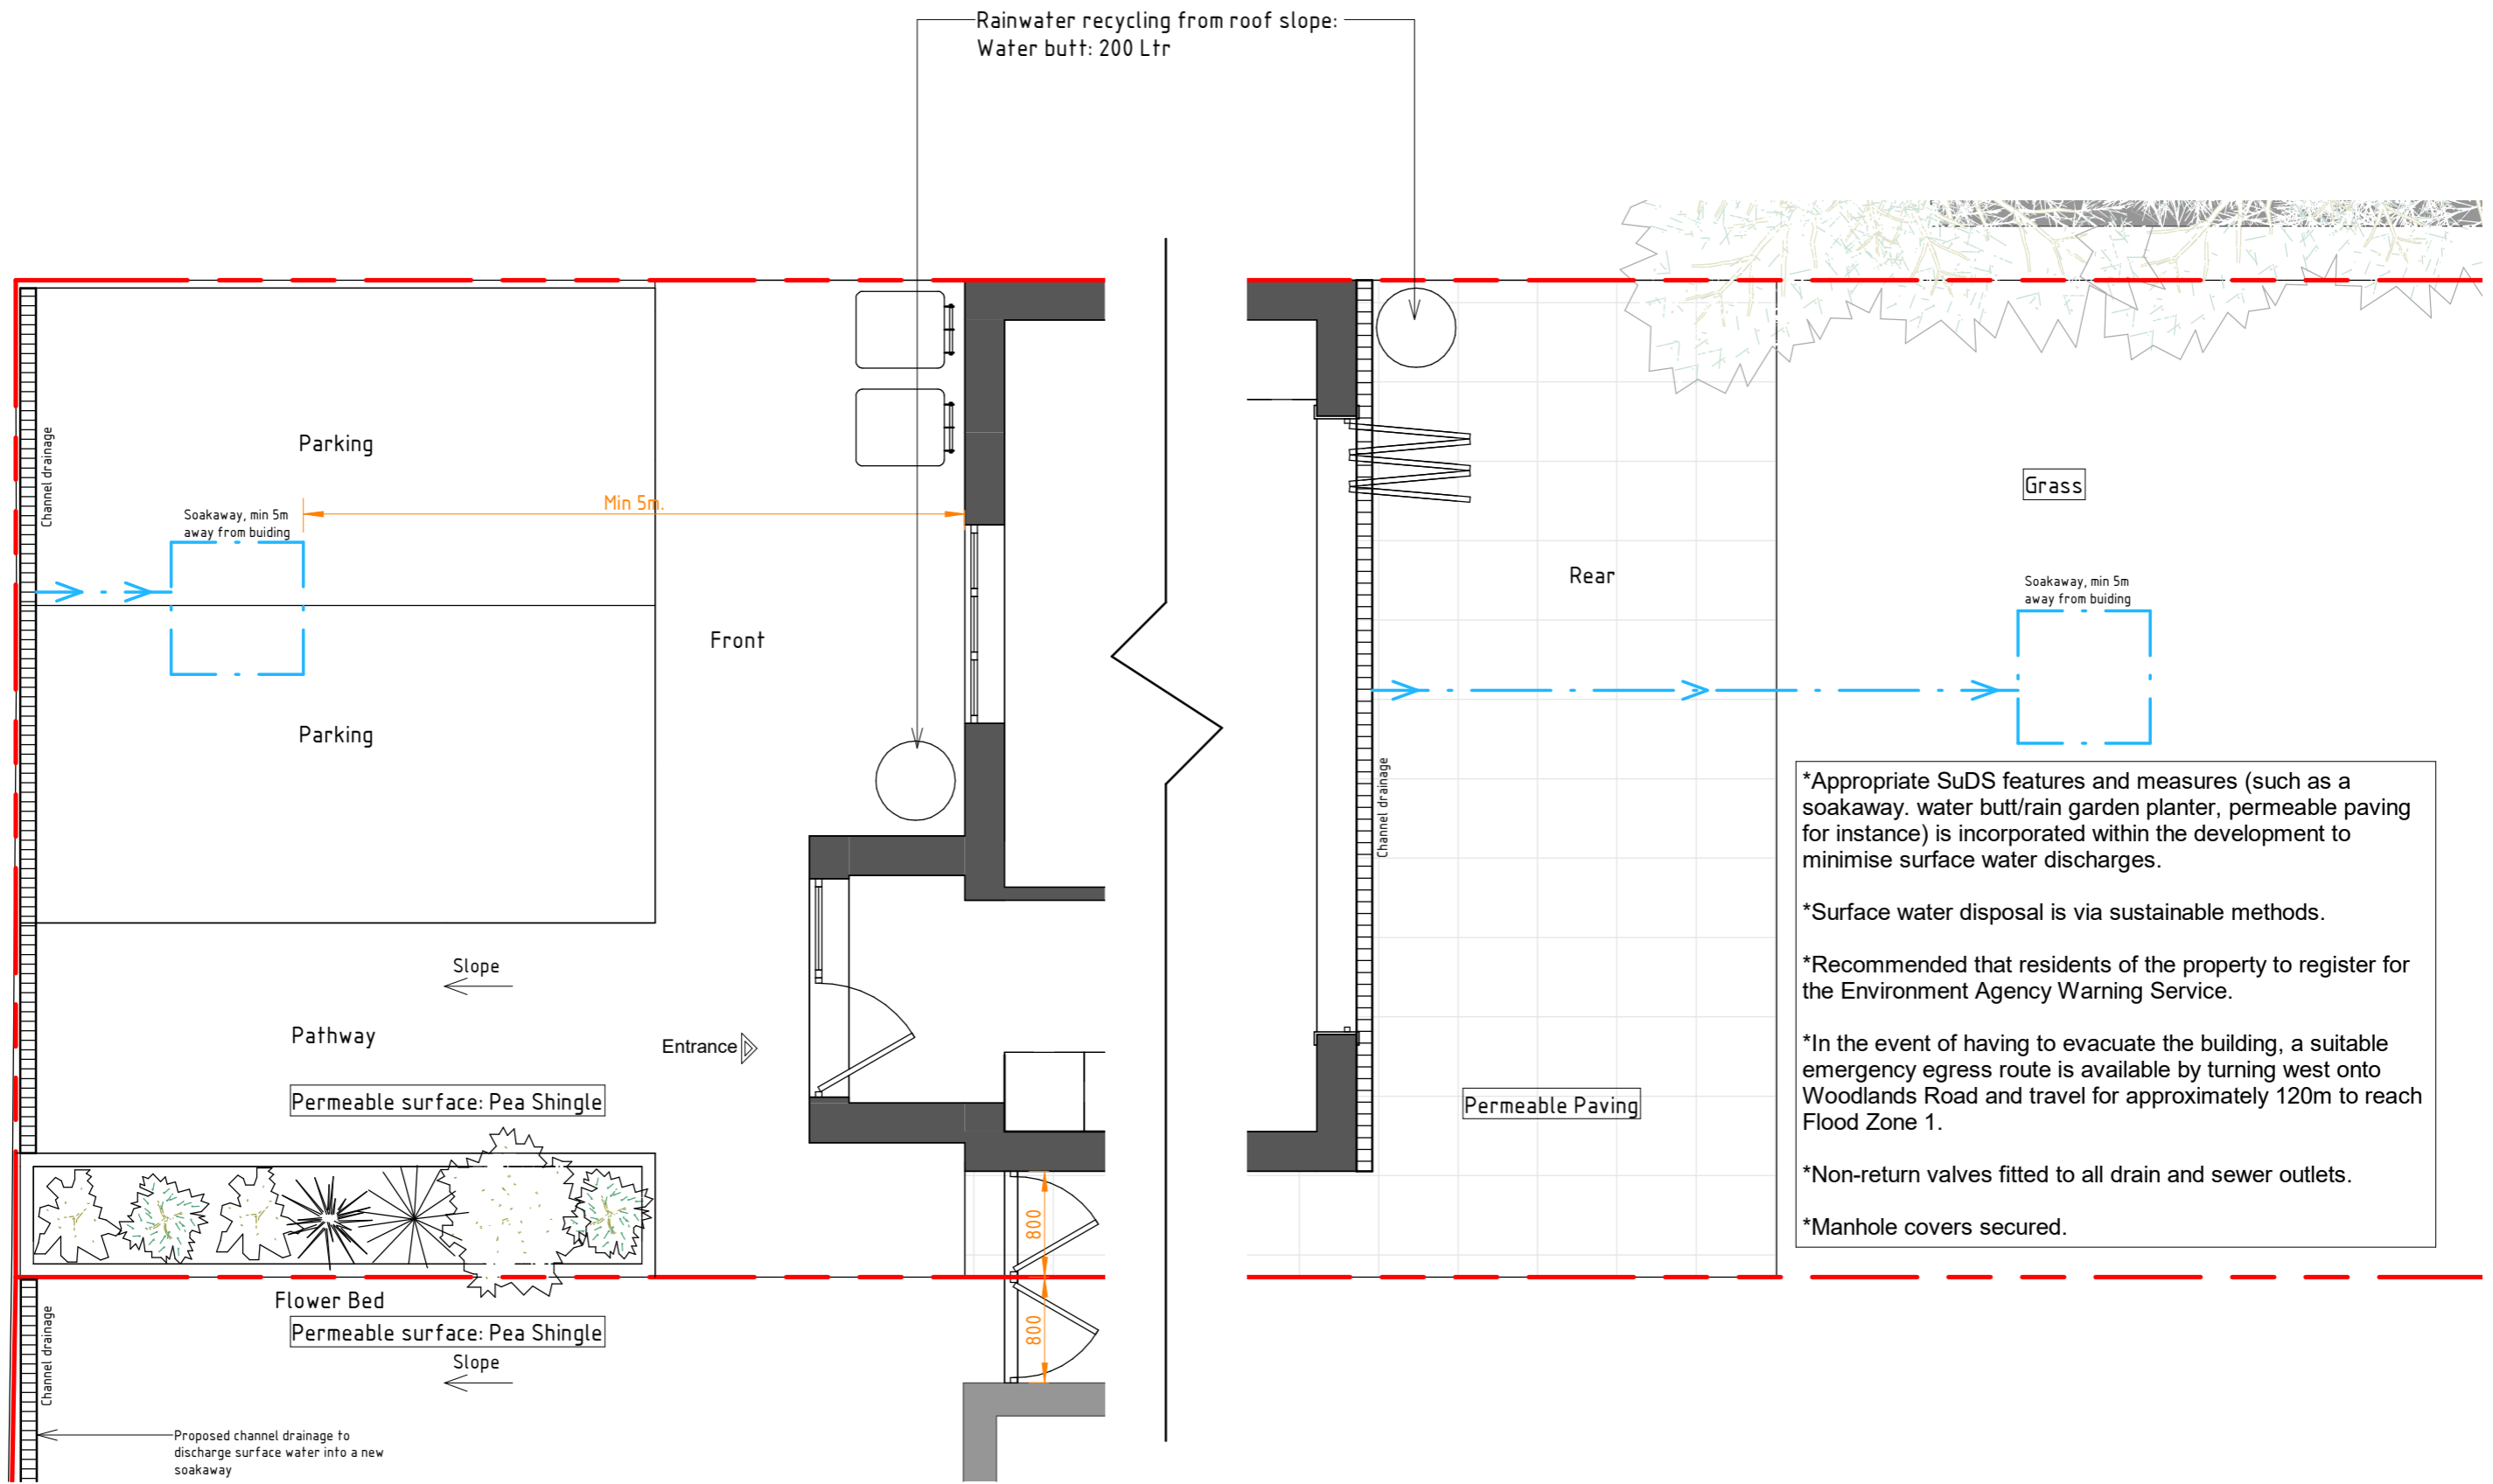 Rainwater recycling from roof slope:
Water butt: 200 Ltr
Parking
Channel drainage
Min 5m.
Soakaway, min 5m
away from buiding
Front
Parking
Slope
Pathway
Entrance
Permeable surface: Pea Shingle
Flower Bed
Permeable surface: Pea Shingle
Slope
Channel drainage
Proposed channel drainage to
discharge surface water into a new
soakaway
800
800
Grass
Rear
Soakaway, min 5m
away from buiding
Channel drainage
Permeable Paving
*Appropriate SuDS features and measures (such as a
soakaway. water butt/rain garden planter, permeable paving
for instance) is incorporated within the development to
minimise surface water discharges.
*Surface water disposal is via sustainable methods.
*Recommended that residents of the property to register for
the Environment Agency Warning Service.
*In the event of having to evacuate the building, a suitable
emergency egress route is available by turning west onto
Woodlands Road and travel for approximately 120m to reach
Flood Zone 1.
*Non-return valves fitted to all drain and sewer outlets.
*Manhole covers secured.